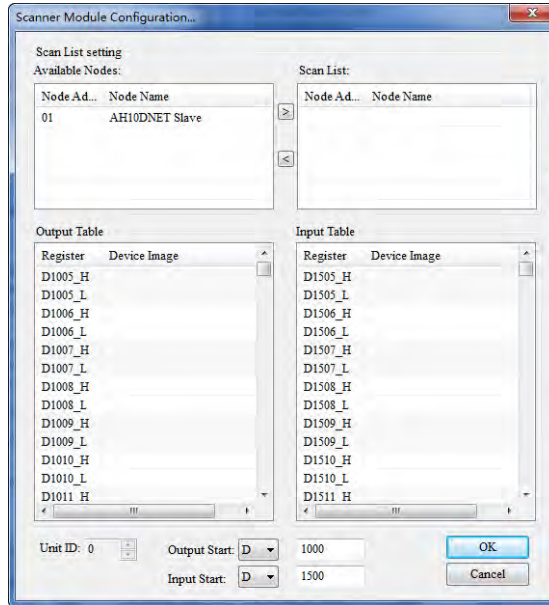 Scanner Module Configuration...
Scan List setting
Available Nodes:
Node Ad... Node Name
01 AH10DNET Slave
>
<
Scan List:
Node Ad... Node Name
Output Table
Register Device Image
D1005_H
D1005_L
D1006_H
D1006_L
D1007_H
D1007_L
D1008_H
D1008_L
D1009_H
D1009_L
D1010_H
D1010_L
D1011_H
Input Table
Register Device Image
D1505_H
D1505_L
D1506_H
D1506_L
D1507_H
D1507_L
D1508_H
D1508_L
D1509_H
D1509_L
D1510_H
D1510_L
D1511_H
Unit ID: 0
Output Start: D 1000
Input Start: D 1500
OK
Cancel